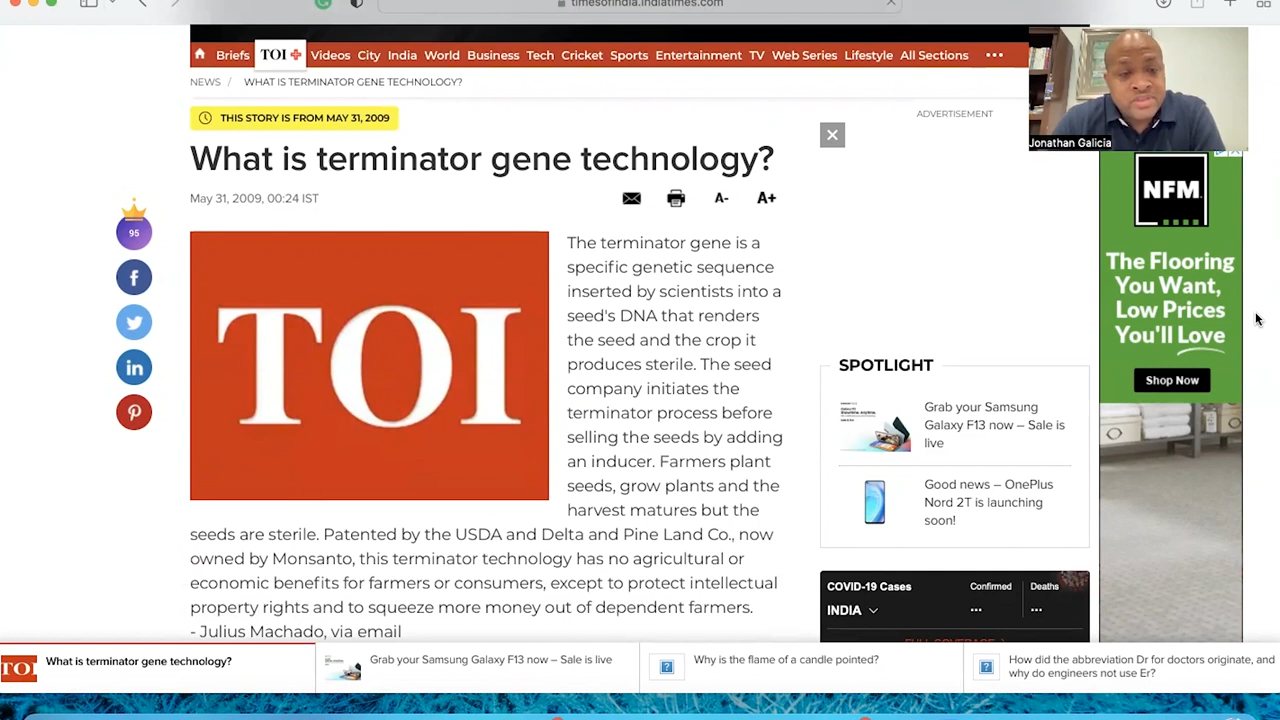 timesofindia.indiatimes.com
Briefs TOI+ Videos City India World Business Tech Cricket Sports Entertainment TV Web Series Lifestyle All Sections •••
NEWS / WHAT IS TERMINATOR GENE TECHNOLOGY?
THIS STORY IS FROM MAY 31, 2009
ADVERTISEMENT
Jonathan Galicia
What is terminator gene technology?
May 31, 2009, 00:24 IST
A- A+
95
TOI
The terminator gene is a
specific genetic sequence
inserted by scientists into a
seed's DNA that renders
the seed and the crop it
produces sterile. The seed
company initiates the
terminator process before
selling the seeds by adding
an inducer. Farmers plant
seeds, grow plants and the
harvest matures but the
seeds are sterile. Patented by the USDA and Delta and Pine Land Co., now
owned by Monsanto, this terminator technology has no agricultural or
economic benefits for farmers or consumers, except to protect intellectual
property rights and to squeeze more money out of dependent farmers.
- Julius Machado, via email
NFM
The Flooring
You Want,
Low Prices
You'll Love
Shop Now
SPOTLIGHT
Grab your Samsung
Galaxy F13 now – Sale is
live
Good news – OnePlus
Nord 2T is launching
soon!
COVID-19 Cases Confirmed Deaths
INDIA ... ...
TOI
What is terminator gene technology?
Grab your Samsung Galaxy F13 now – Sale is live
Why is the flame of a candle pointed?
How did the abbreviation Dr for doctors originate, and
why do engineers not use Er?